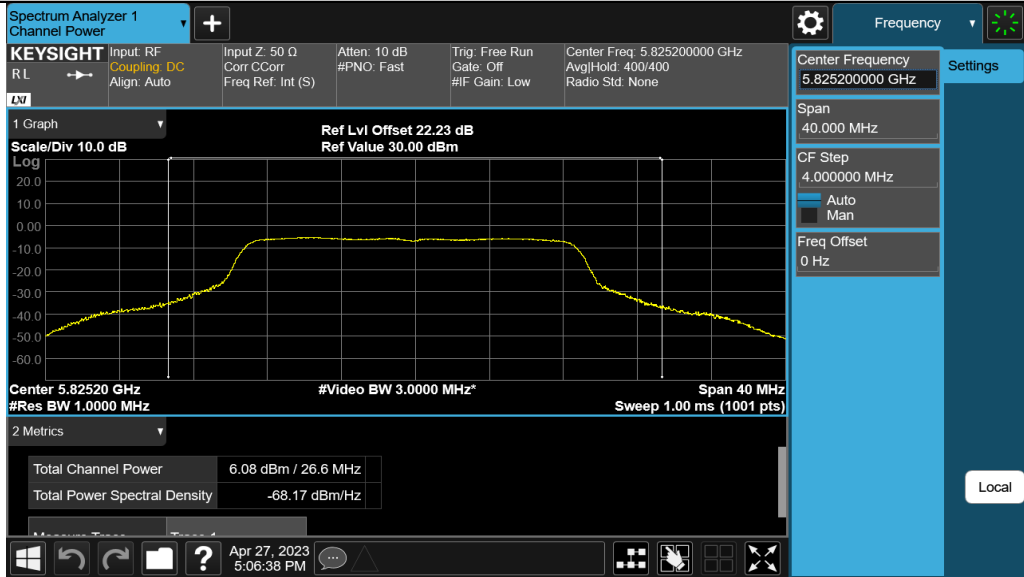 Spectrum Analyzer 1
Channel Power
+
Frequency
KEYSIGHT
RL
LXI
Input: RF
Coupling: DC
Align: Auto
Input Z: 50 Ω
Corr CCorr
Freq Ref: Int (S)
Atten: 10 dB
#PNO: Fast
Trig: Free Run
Gate: Off
#IF Gain: Low
Center Freq: 5.825200000 GHz
Avg|Hold: 400/400
Radio Std: None
Center Frequency
5.825200000 GHz
Settings
Span
40.000 MHz
CF Step
4.000000 MHz
Auto
Man
Freq Offset
0 Hz
Local
1 Graph
Ref Lvl Offset 22.23 dB
Scale/Div 10.0 dB
Ref Value 30.00 dBm
Log
20.0
10.0
0.00
-10.0
-20.0
-30.0
-40.0
-50.0
-60.0
Center 5.82520 GHz
#Video BW 3.0000 MHz*
Span 40 MHz
#Res BW 1.0000 MHz
Sweep 1.00 ms (1001 pts)
2 Metrics
Total Channel Power 6.08 dBm / 26.6 MHz
Total Power Spectral Density -68.17 dBm/Hz
Measure Trace Trace 1
?
Apr 27, 2023
5:06:38 PM